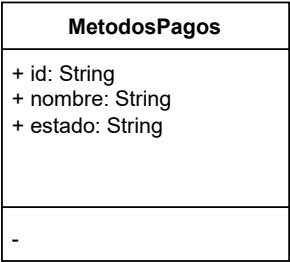 MetodosPagos
+ id: String
+ nombre: String
+ estado: String
-